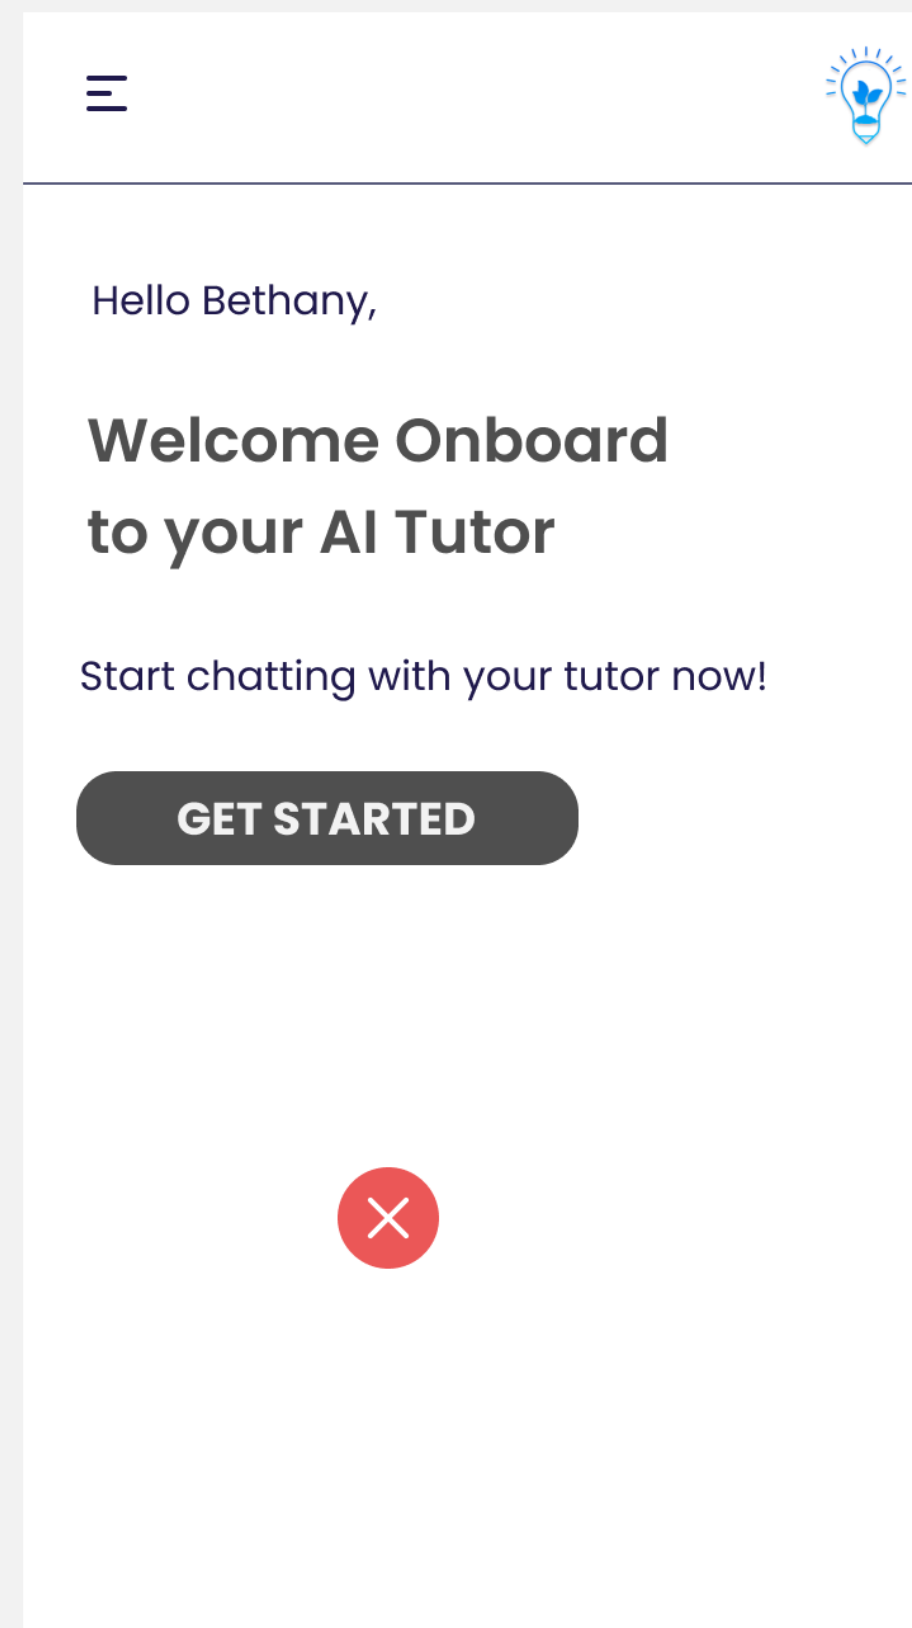 Hello Bethany,
Welcome Onboard
to your AI Tutor
Start chatting with your tutor now!
GET STARTED